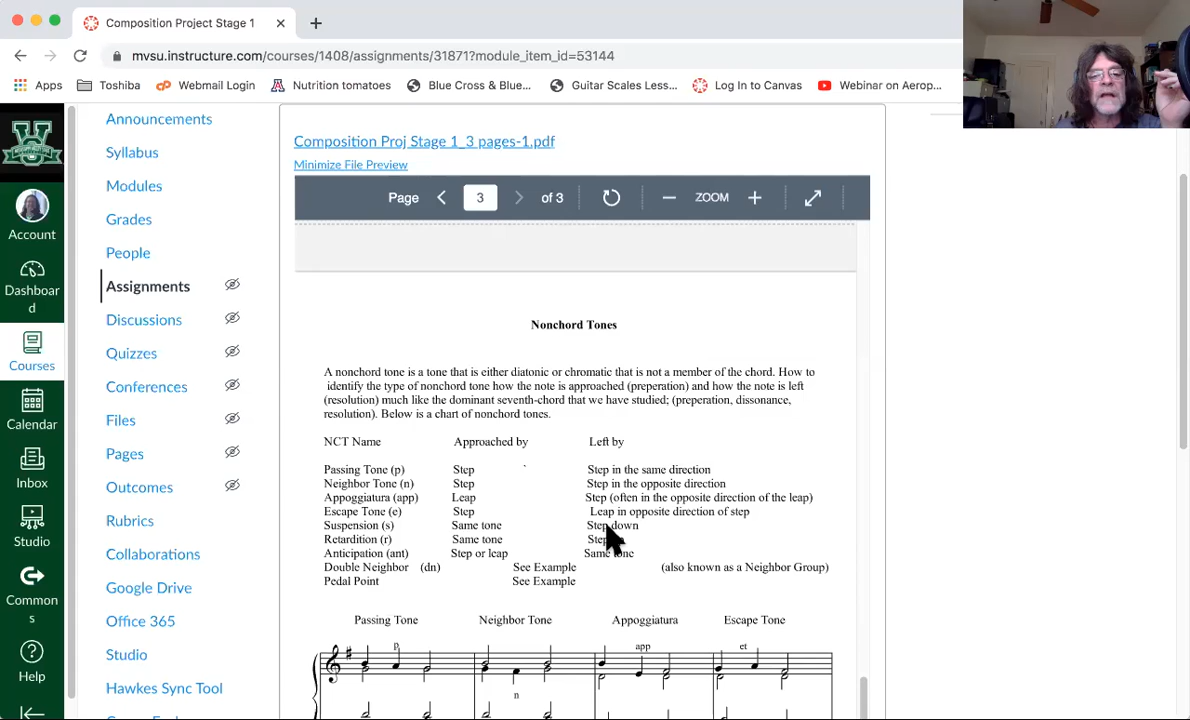 Composition Project Stage 1
mvsu.instructure.com/courses/1408/assignments/31871?module_item_id=53144
Apps Toshiba Webmail Login Nutrition tomatoes Blue Cross & Blue... Guitar Scales Less... Log In to Canvas Webinar on Aerop...
Account
Dashboar
d
Courses
Calendar
Inbox
Studio
Common
s
Help
Announcements
Syllabus
Modules
Grades
People
Assignments
Discussions
Quizzes
Conferences
Files
Pages
Outcomes
Rubrics
Collaborations
Google Drive
Office 365
Studio
Hawkes Sync Tool
Composition Proj Stage 1_3 pages-1.pdf
Minimize File Preview
Page 3 of 3 ZOOM
Nonchord Tones
A nonchord tone is a tone that is either diatonic or chromatic that is not a member of the chord. How to
identify the type of nonchord tone how the note is approached (preperation) and how the note is left
(resolution) much like the dominant seventh-chord that we have studied; (preperation, dissonance,
resolution). Below is a chart of nonchord tones.
NCT Name Approached by Left by
Passing Tone (p) Step Step in the same direction
Neighbor Tone (n) Step Step in the opposite direction
Appoggiatura (app) Leap Step (often in the opposite direction of the leap)
Escape Tone (e) Step Leap in opposite direction of step
Suspension (s) Same tone Step down
Retardition (r) Same tone
Anticipation (ant) Step or leap Same tone
Double Neighbor (dn) See Example (also known as a Neighbor Group)
Pedal Point See Example
Passing Tone Neighbor Tone Appoggiatura Escape Tone
p app et
n